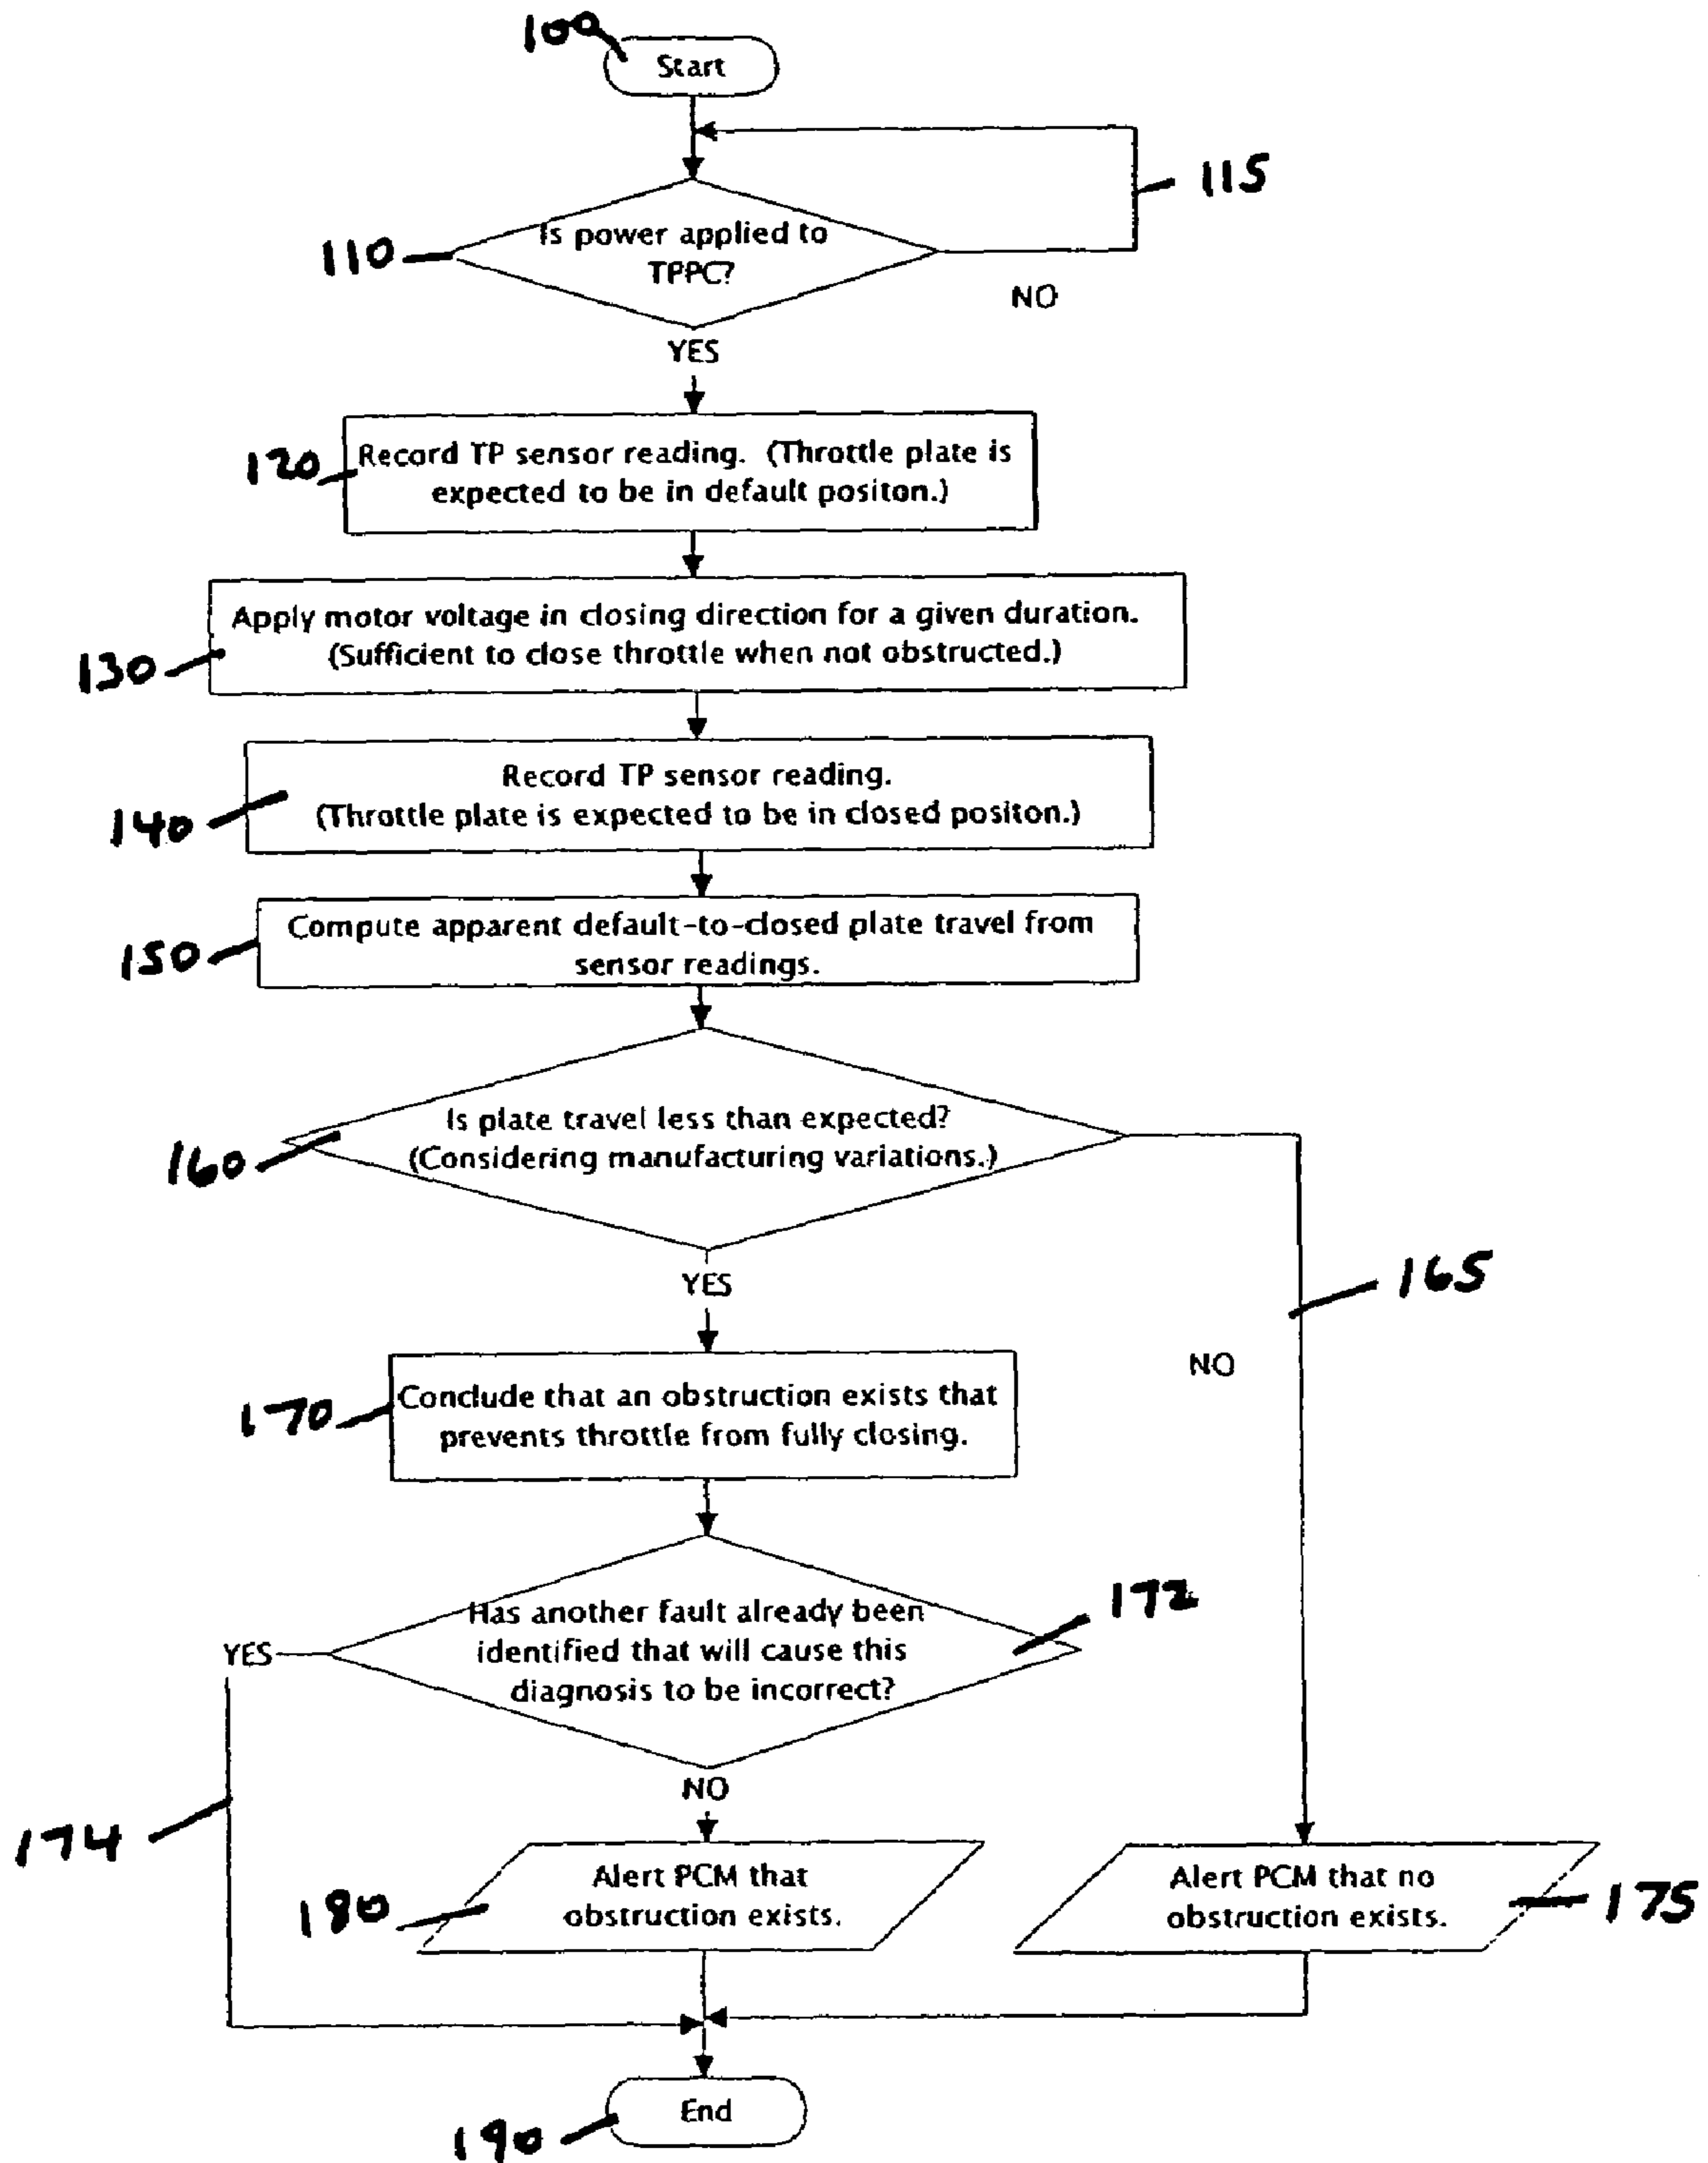 100
Start
115
110
Is power applied to
TPPC?
NO
YES
120
Record TP sensor reading. (Throttle plate is
expected to be in default positon.)
130
Apply motor voltage in closing direction for a given duration.
(Sufficient to close throttle when not obstructed.)
140
Record TP sensor reading.
(Throttle plate is expected to be in closed positon.)
150
Compute apparent default-to-closed plate travel from
sensor readings.
160
Is plate travel less than expected?
(Considering manufacturing variations.)
YES
165
NO
170
Conclude that an obstruction exists that
prevents throttle from fully closing.
172
Has another fault already been
identified that will cause this
diagnosis to be incorrect?
YES
NO
174
180
Alert PCM that
obstruction exists.
Alert PCM that no
obstruction exists.
175
End
190